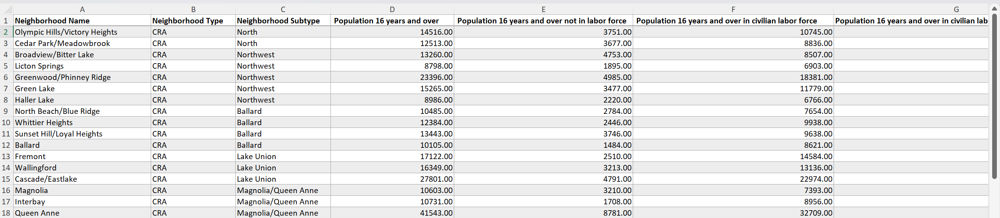 A B C D E F G
1 Neighborhood Name Neighborhood Type Neighborhood Subtype Population 16 years and over Population 16 years and over not in labor force Population 16 years and over in civilian labor force Population 16 years and over in civilian lab
2 Olympic Hills/Victory Heights CRA North 14516.00 3751.00 10745.00
3 Cedar Park/Meadowbrook CRA North 12513.00 3677.00 8836.00
4 Broadview/Bitter Lake CRA Northwest 13260.00 4753.00 8507.00
5 Licton Springs CRA Northwest 8798.00 1895.00 6903.00
6 Greenwood/Phinney Ridge CRA Northwest 23396.00 4985.00 18381.00
7 Green Lake CRA Northwest 15265.00 3477.00 11779.00
8 Haller Lake CRA Northwest 8986.00 2220.00 6766.00
9 North Beach/Blue Ridge CRA Ballard 10485.00 2784.00 7654.00
10 Whittier Heights CRA Ballard 12384.00 2446.00 9938.00
11 Sunset Hill/Loyal Heights CRA Ballard 13443.00 3746.00 9638.00
12 Ballard CRA Ballard 10105.00 1484.00 8621.00
13 Fremont CRA Lake Union 17122.00 2510.00 14584.00
14 Wallingford CRA Lake Union 16349.00 3213.00 13136.00
15 Cascade/Eastlake CRA Lake Union 27801.00 4791.00 22974.00
16 Magnolia CRA Magnolia/Queen Anne 10603.00 3210.00 7393.00
17 Interbay CRA Magnolia/Queen Anne 10731.00 1708.00 8956.00
18 Queen Anne CRA Magnolia/Queen Anne 41543.00 8781.00 32709.00